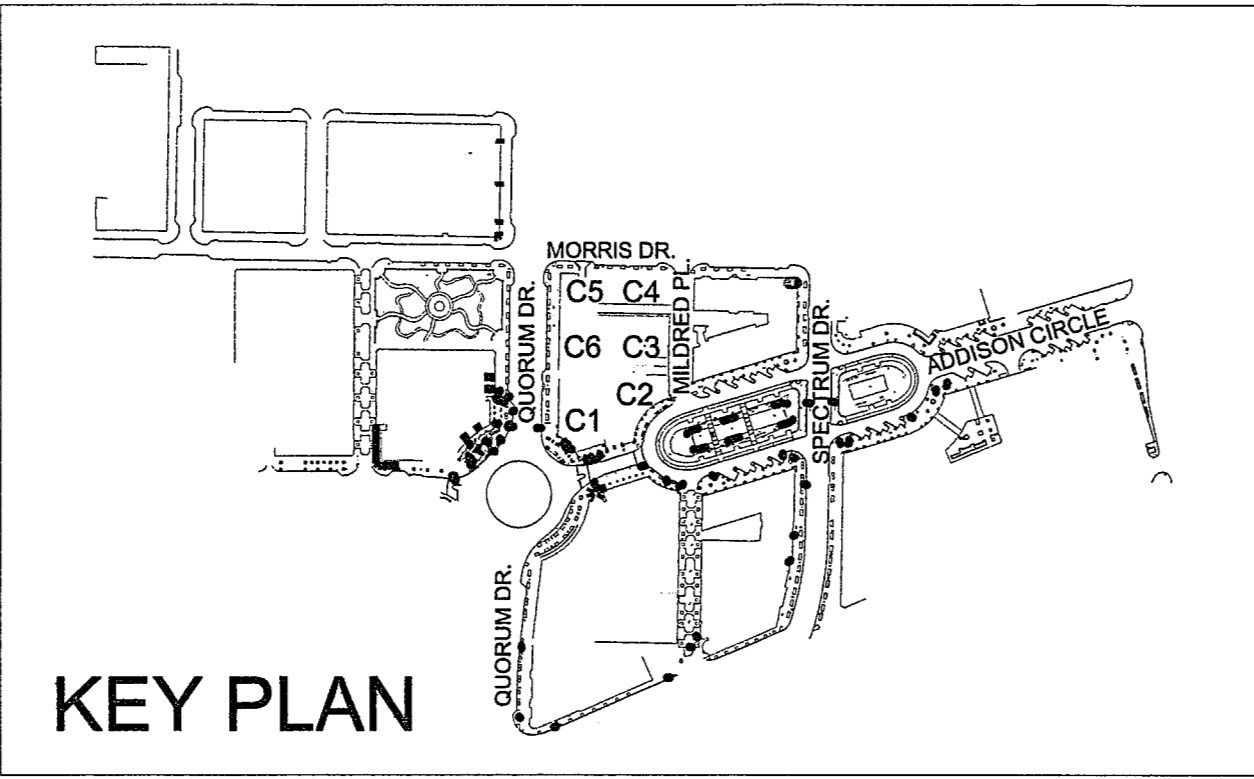 MORRIS DR.
C5 C4
QUORUM DR.
MILDRED PL.
C6 C3
SPECTRUM DR.
ADDISON CIRCLE
C2
C1
QUORUM DR.
KEY PLAN